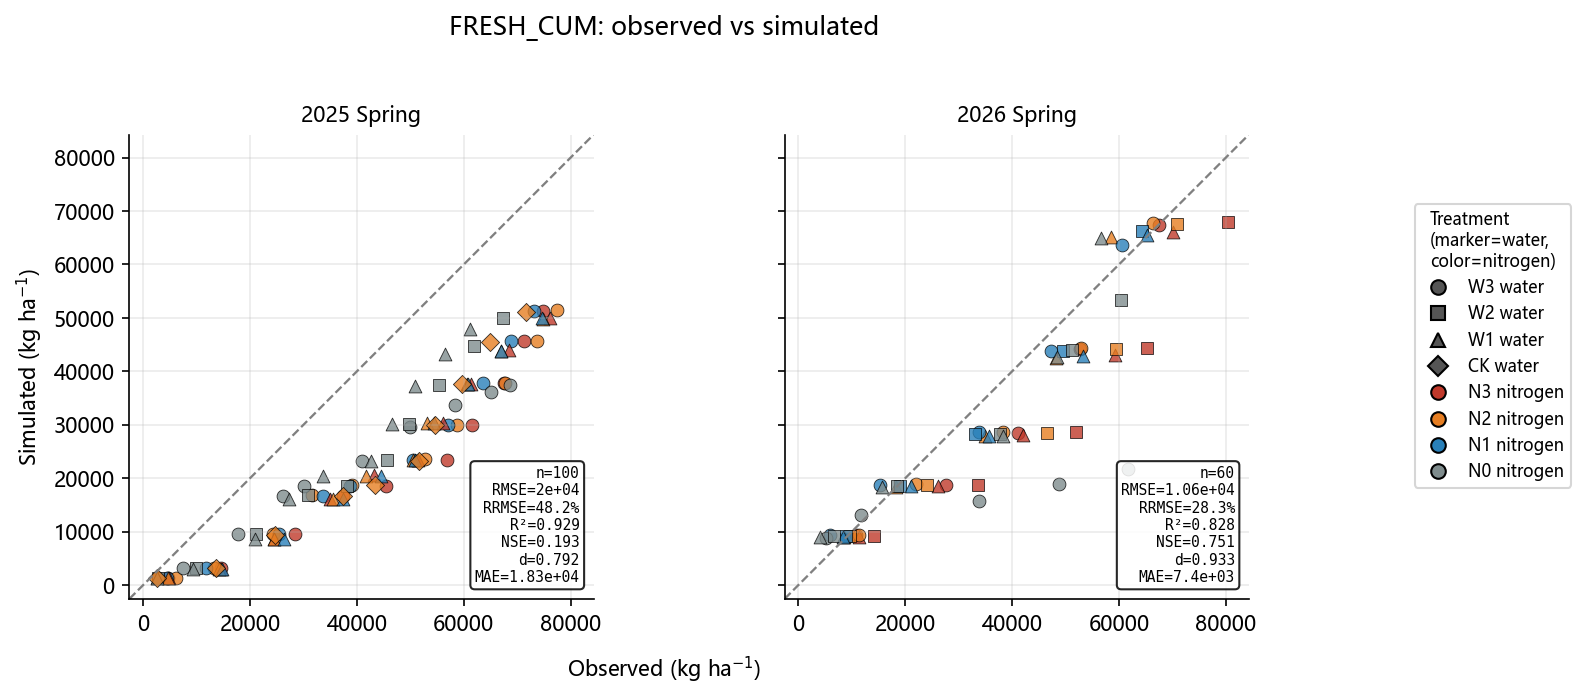 FRESH_CUM: observed vs simulated
2025 Spring
2026 Spring
Simulated (kg ha⁻¹)
80000
70000
60000
50000
40000
30000
20000
10000
0
0 20000 40000 60000 80000
0 20000 40000 60000 80000
Observed (kg ha⁻¹)
n=100
RMSE=2e+04
RRMSE=48.2%
R²=0.929
NSE=0.193
d=0.792
MAE=1.83e+04
n=60
RMSE=1.06e+04
RRMSE=28.3%
R²=0.828
NSE=0.751
d=0.933
MAE=7.4e+03
Treatment
(marker=water,
color=nitrogen)
W3 water
W2 water
W1 water
CK water
N3 nitrogen
N2 nitrogen
N1 nitrogen
N0 nitrogen